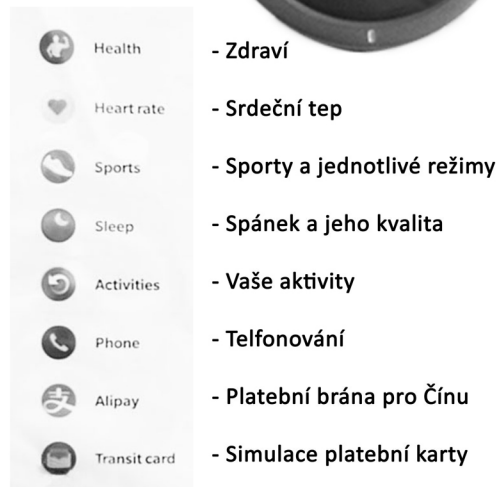 Health - Zdraví
Heart rate - Srdeční tep
Sports - Sporty a jednotlivé režimy
Sleep - Spánek a jeho kvalita
Activities - Vaše aktivity
Phone - Telfonování
Alipay - Platební brána pro Čínu
Transit card - Simulace platební karty